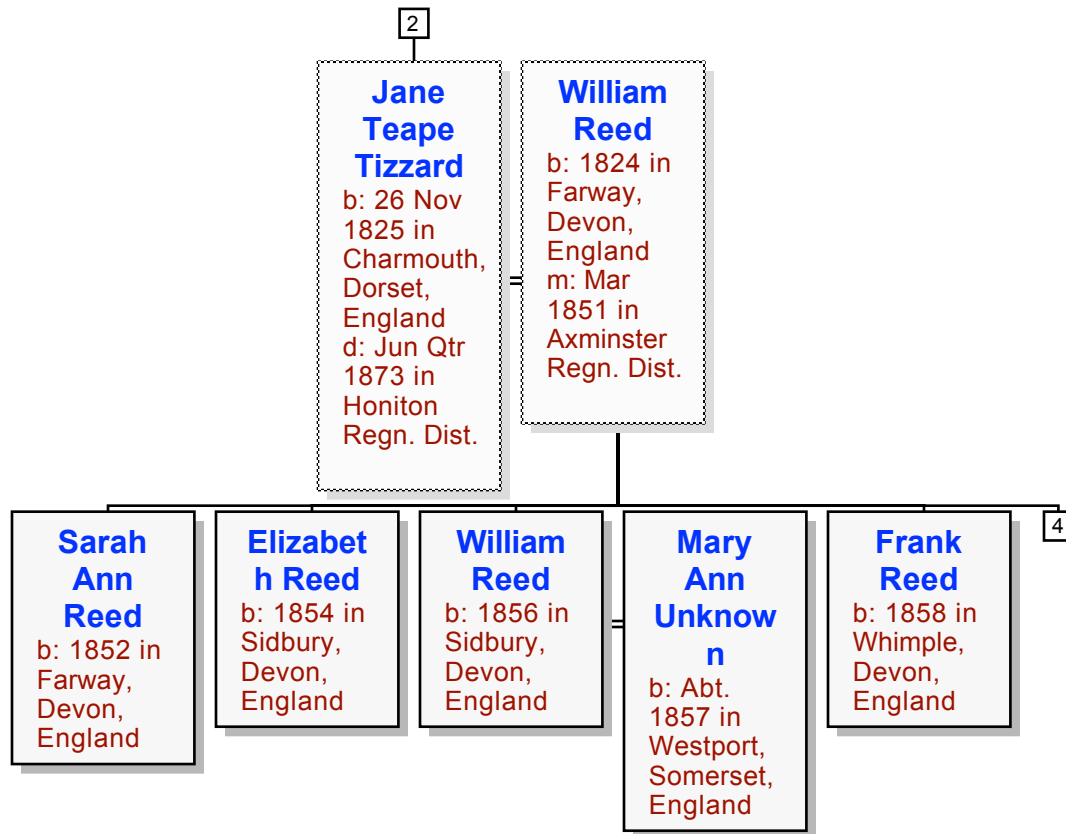 2
Jane
Teape
Tizzard
b: 26 Nov
1825 in
Charmouth,
Dorset,
England
d: Jun Qtr
1873 in
Honiton
Regn. Dist.
William
Reed
b: 1824 in
Farway,
Devon,
England
m: Mar
1851 in
Axminster
Regn. Dist.
Sarah
Ann
Reed
b: 1852 in
Farway,
Devon,
England
Elizabet
h Reed
b: 1854 in
Sidbury,
Devon,
England
William
Reed
b: 1856 in
Sidbury,
Devon,
England
Mary
Ann
Unknow
n
b: Abt.
1857 in
Westport,
Somerset,
England
Frank
Reed
b: 1858 in
Whimple,
Devon,
England
4